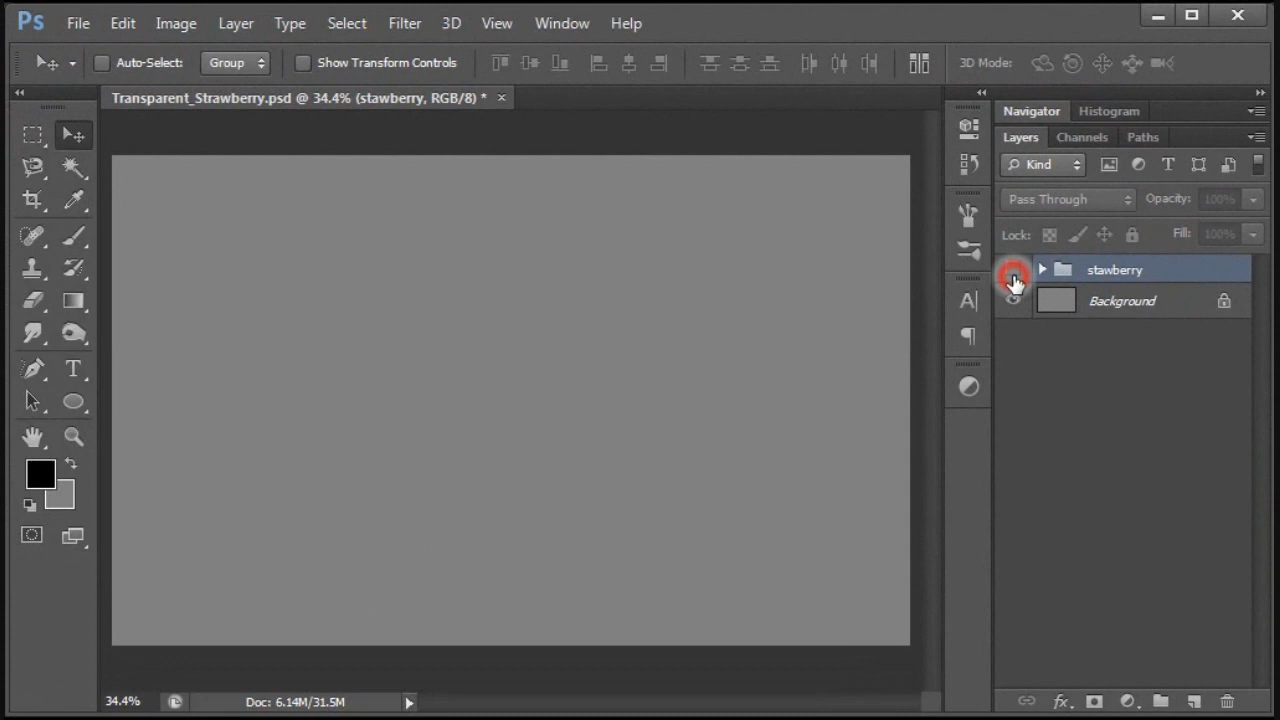 Ps File Edit Image Layer Type Select Filter 3D View Window Help
Auto-Select: Group Show Transform Controls 3D Mode:
Transparent_Strawberry.psd @ 34.4% (stawberry, RGB/8) * ×
Navigator Histogram
Layers Channels Paths
Kind T
Pass Through Opacity: 100%
Lock: Fill: 100%
stawberry
Background
A
T
34.4% Doc: 6.14M/31.5M fx.